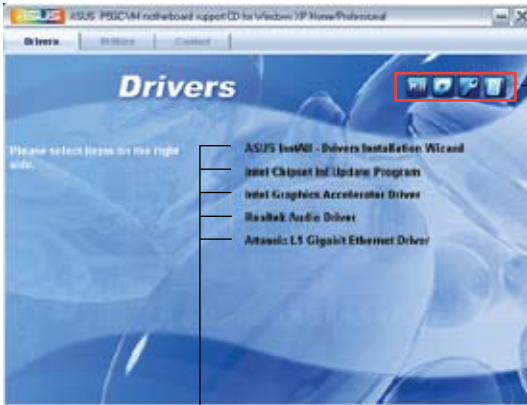 ASUS P5GC-VM motherboard support CD for Windows XP Home/Professional
Drivers Utilities Contact
Drivers
Please select items on the right side.
ASUS InstAll - Drivers Installation Wizard
Intel Chipset Inf Update Program
Intel Graphics Accelerator Driver
Realtek Audio Driver
Attansic L1 Gigabit Ethernet Driver